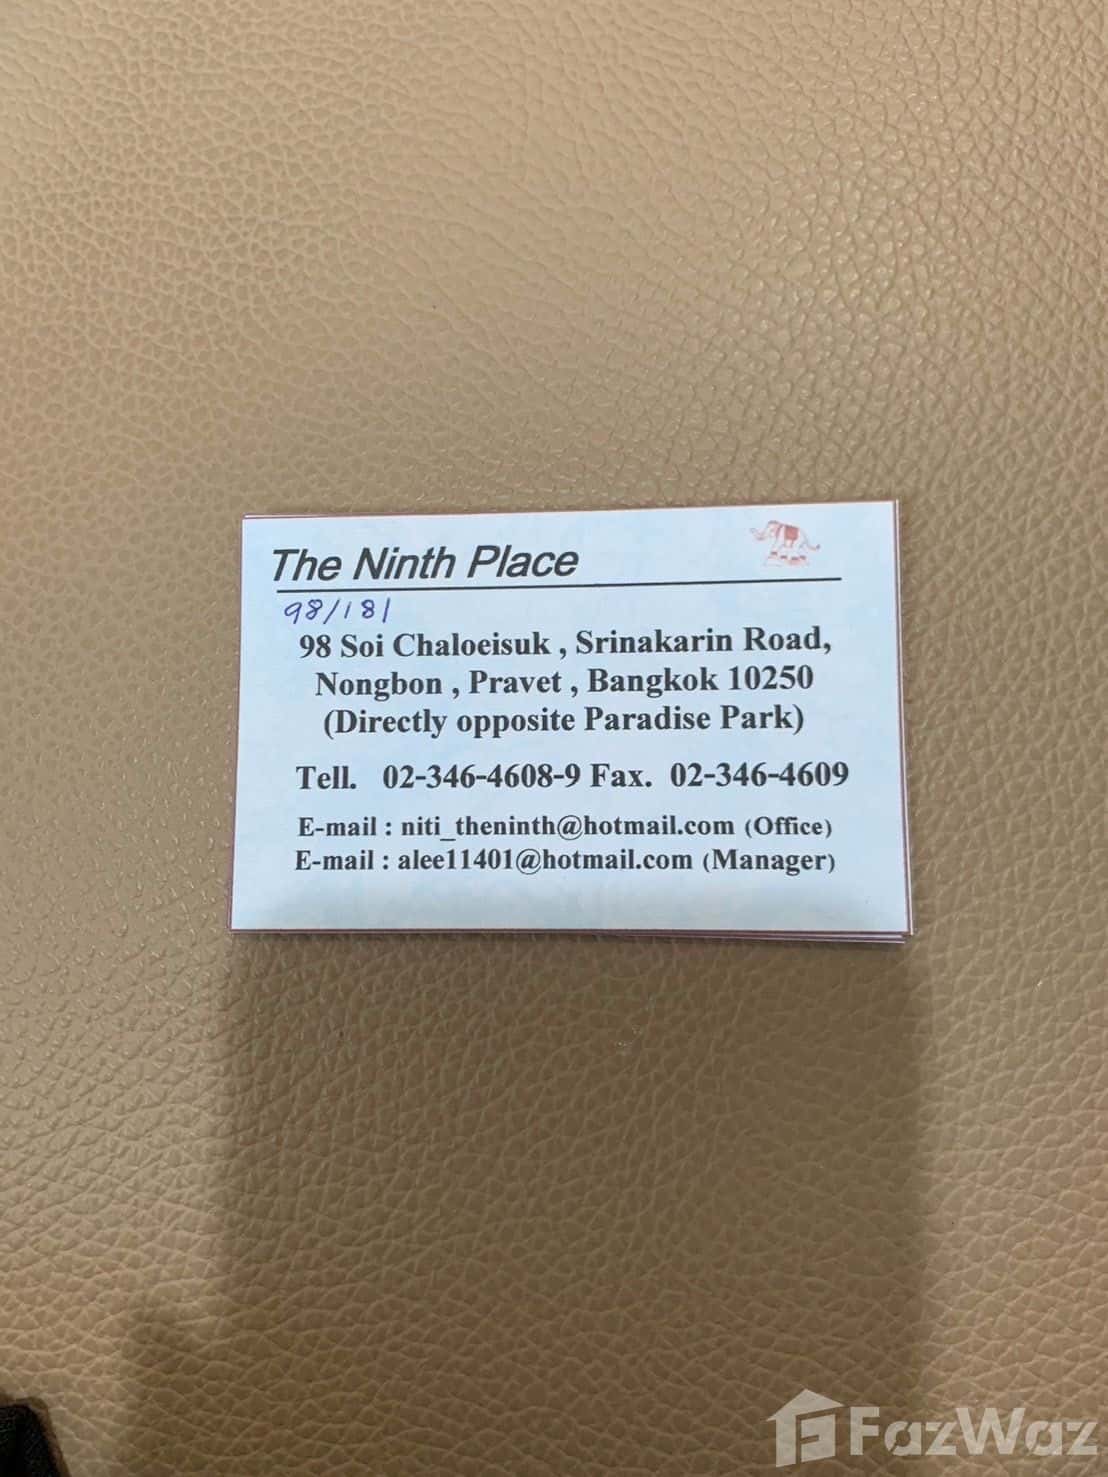 The Ninth Place
98/181
98 Soi Chaloeisuk , Srinakarin Road,
Nongbon , Pravet , Bangkok 10250
(Directly opposite Paradise Park)
Tell. 02-346-4608-9 Fax. 02-346-4609
E-mail : niti_theninth@hotmail.com (Office)
E-mail : alee11401@hotmail.com (Manager)
FazWaz